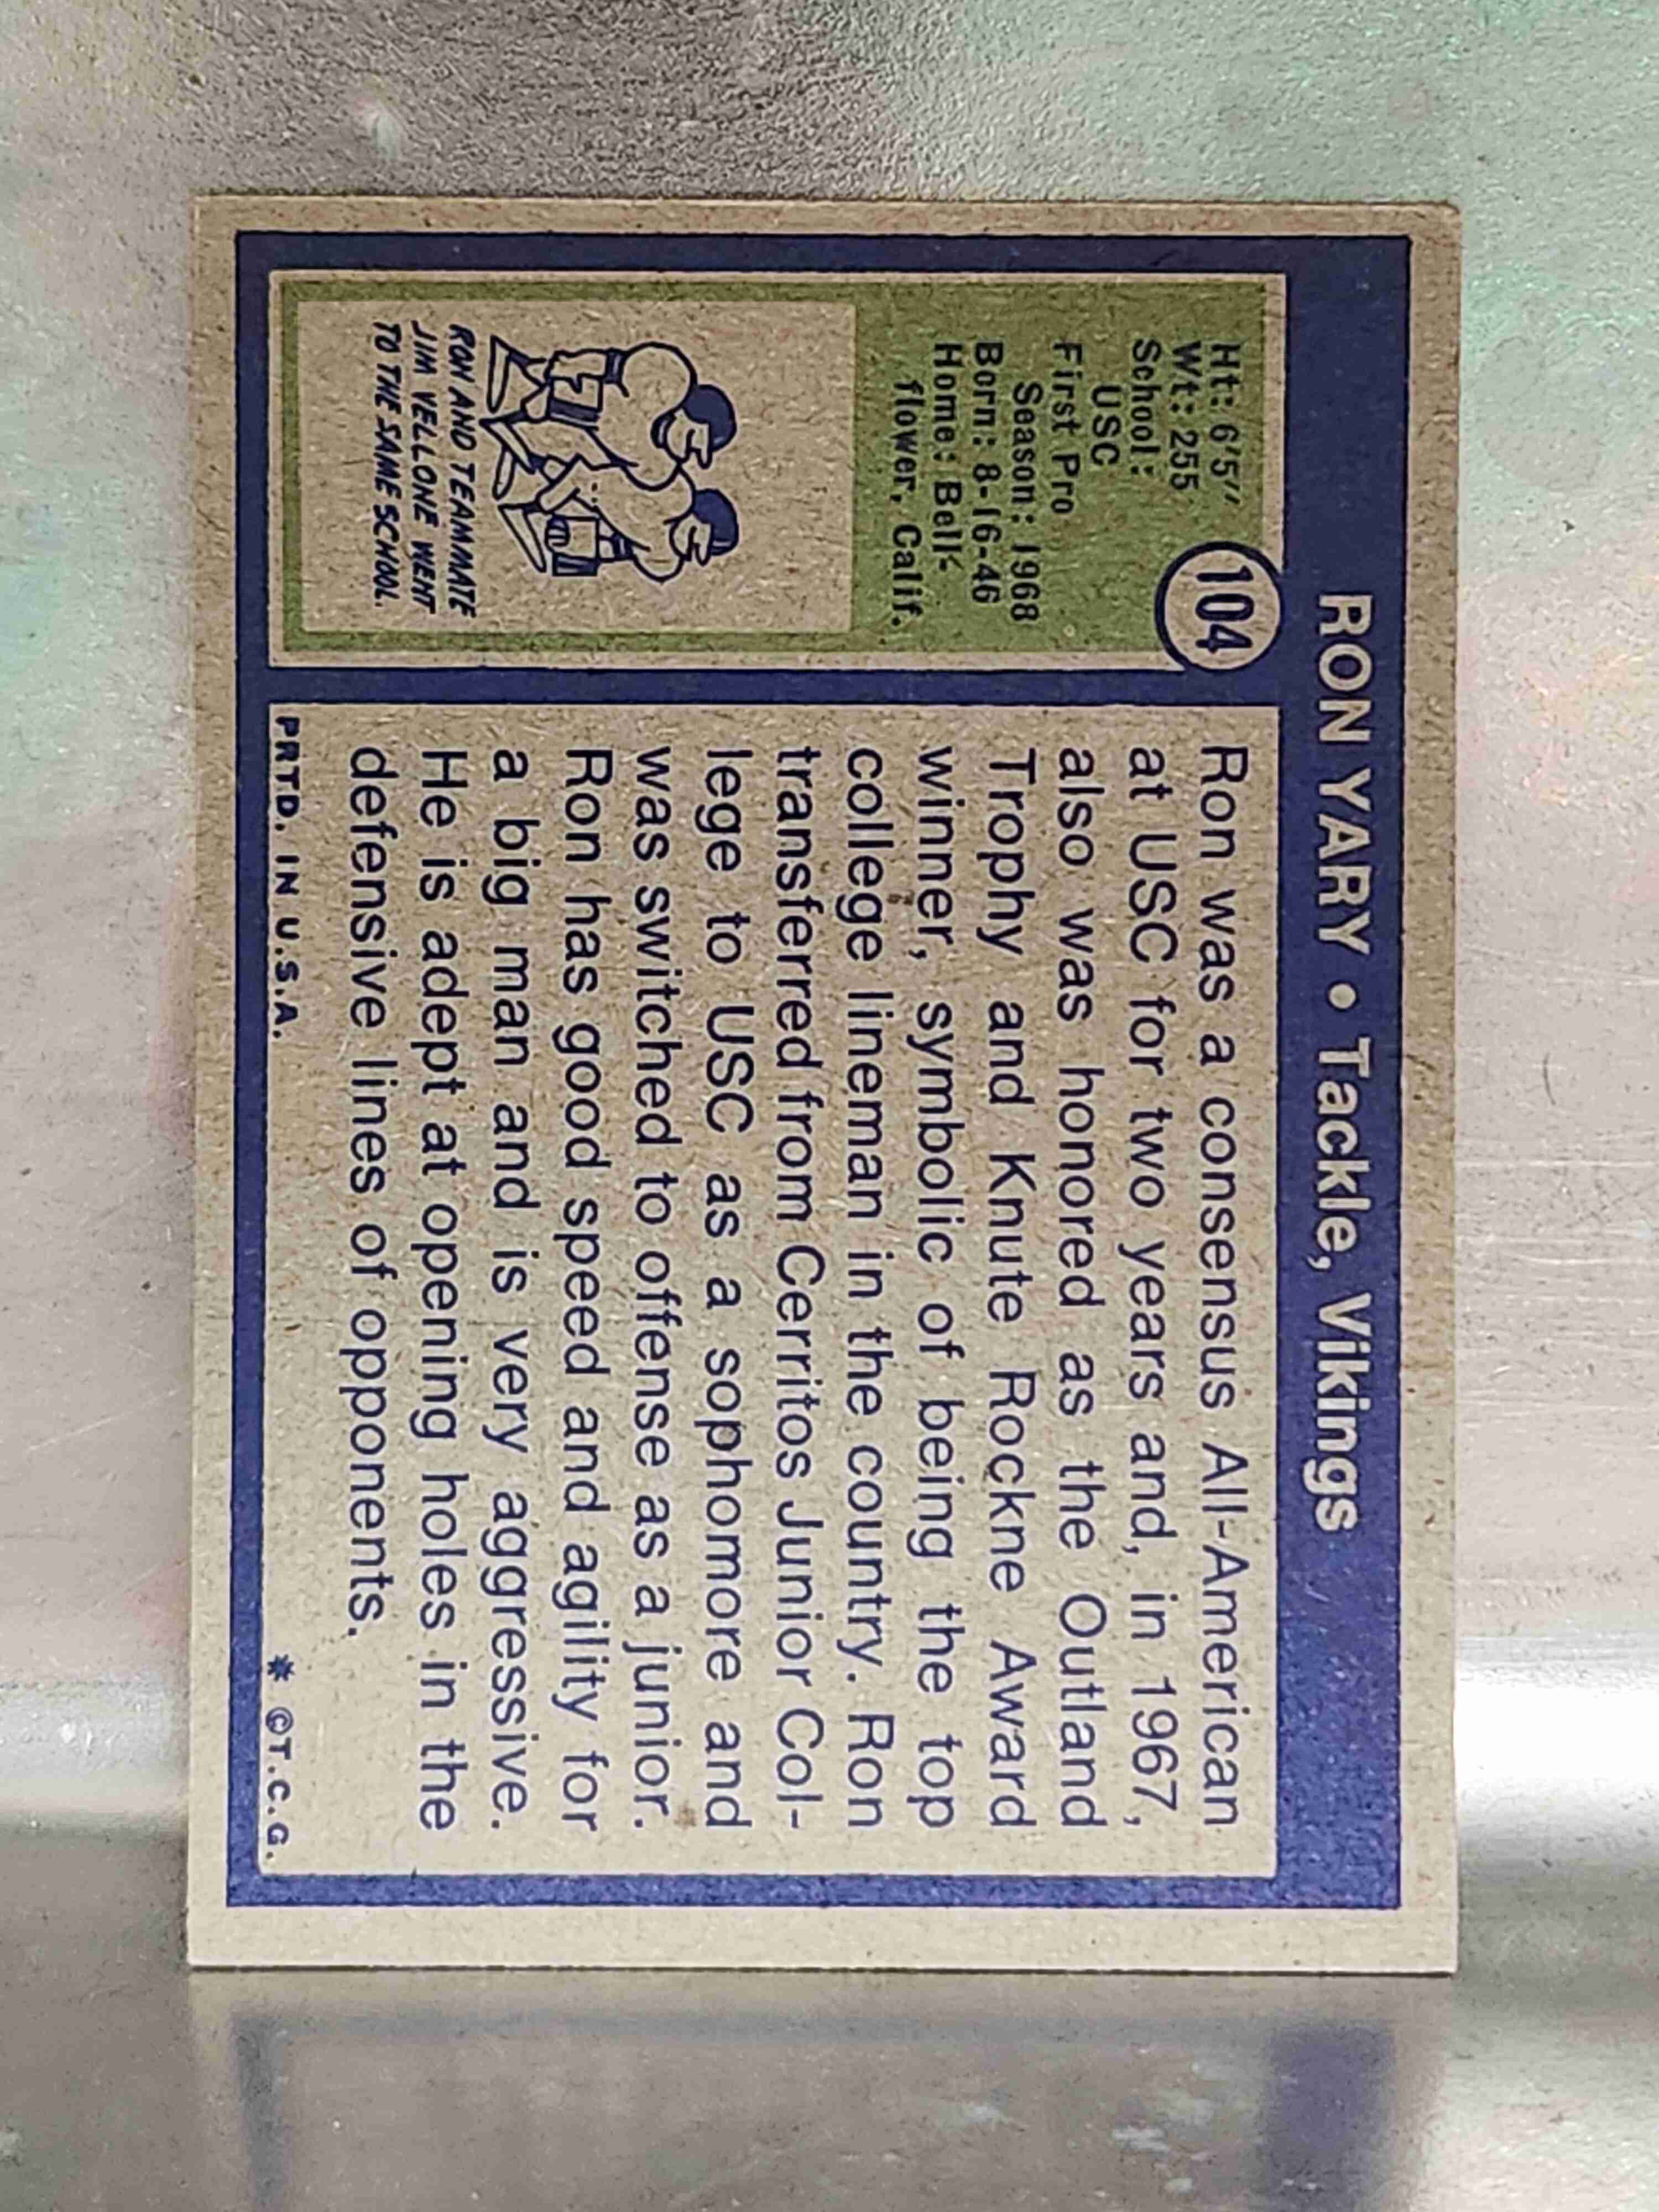 RON YARY • Tackle, Vikings
104
Ht: 6'5"
Wt: 255
School:
USC
First Pro
Season: 1968
Born: 8-16-46
Home: Bell-
flower, Calif.
RON AND TEAMMATE
JIM VELLONE WENT
TO THE SAME SCHOOL.
Ron was a consensus All-American
at USC for two years and, in 1967,
also was honored as the Outland
Trophy and Knute Rockne Award
winner, symbolic of being the top
college lineman in the country. Ron
transferred from Cerritos Junior Col-
lege to USC as a sophomore and
was switched to offense as a junior.
Ron has good speed and agility for
a big man and is very aggressive.
He is adept at opening holes in the
defensive lines of opponents.
PRTD. IN U.S.A.
* ©T.C.G.